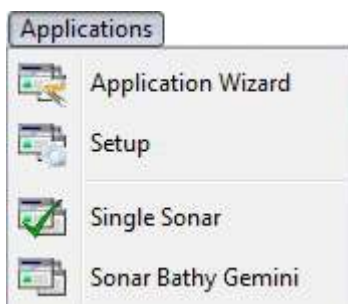 Applications
Application Wizard
Setup
Single Sonar
Sonar Bathy Gemini